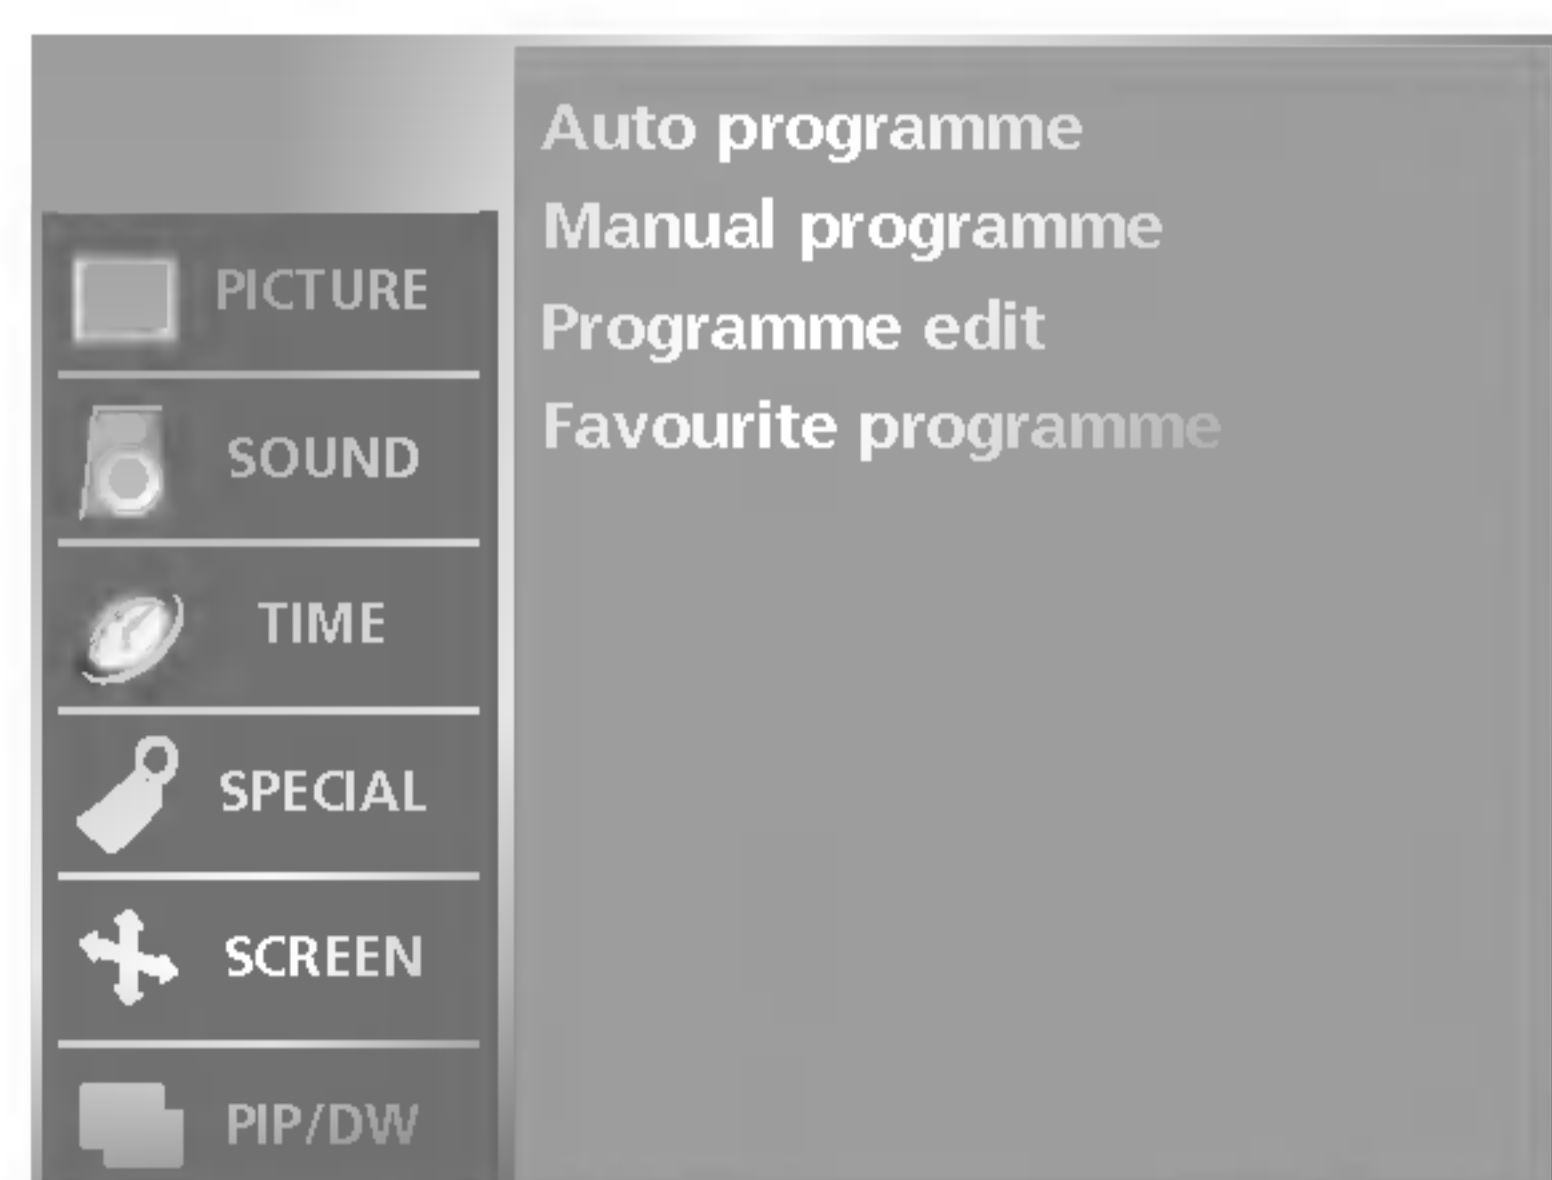 Auto programme
Manual programme
Programme edit
Favourite programme
PICTURE
SOUND
TIME
SPECIAL
SCREEN
PIP/DW